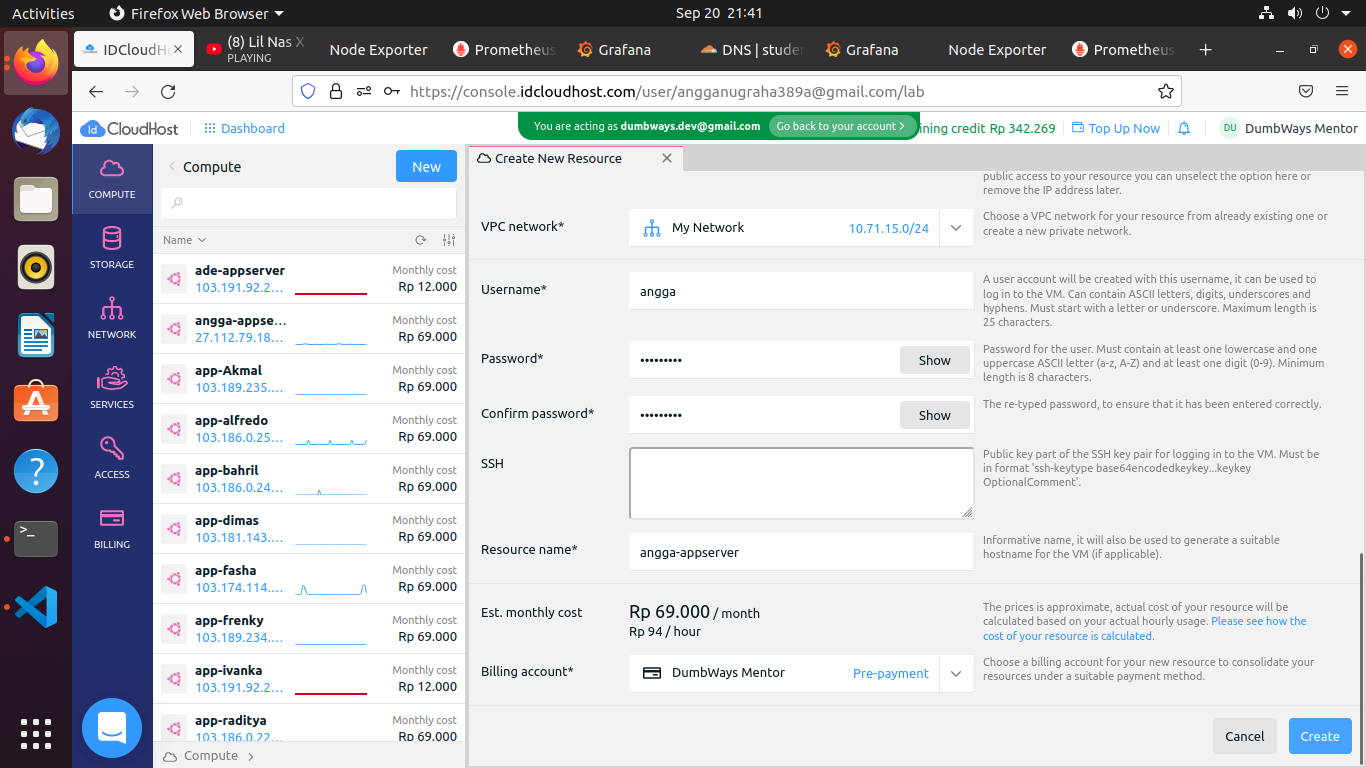 Activities
Firefox Web Browser
Sep 20 21:41
IDCloudH
(8) Lil Nas X
PLAYING
Node Exporter
Prometheus
Grafana
DNS | stude
Grafana
Node Exporter
Prometheus
https://console.idcloudhost.com/user/angganugraha389a@gmail.com/lab
Id CloudHost
Dashboard
You are acting as dumbways.dev@gmail.com
Go back to your account >
ining credit Rp 342.269
Top Up Now
DU
DumbWays Mentor
COMPUTE
STORAGE
NETWORK
SERVICES
ACCESS
BILLING
Compute
New
Name
ade-appserver
Monthly cost
103.191.92.2...
Rp 12.000
angga-appse...
Monthly cost
27.112.79.18...
Rp 69.000
app-Akmal
Monthly cost
103.189.235....
Rp 69.000
app-alfredo
Monthly cost
103.186.0.25...
Rp 69.000
app-bahril
Monthly cost
103.186.0.24...
Rp 69.000
app-dimas
Monthly cost
103.181.143....
Rp 69.000
app-fasha
Monthly cost
103.174.114....
Rp 69.000
app-frenky
Monthly cost
103.189.234....
Rp 69.000
app-ivanka
Monthly cost
103.191.92.2...
Rp 12.000
app-raditya
Monthly cost
103.186.0.22...
Rp 69.000
Compute >
Create New Resource
public access to your resource you can unselect the option here or
remove the IP address later.
VPC network*
My Network
10.71.15.0/24
Choose a VPC network for your resource from already existing one or
create a new private network.
Username*
angga
A user account will be created with this username, it can be used to
log in to the VM. Can contain ASCII letters, digits, underscores and
hyphens. Must start with a letter or underscore. Maximum length is
25 characters.
Password*
•••••••••
Show
Password for the user. Must contain at least one lowercase and one
uppercase ASCII letter (a-z, A-Z) and at least one digit (0-9). Minimum
length is 8 characters.
Confirm password*
•••••••••
Show
The re-typed password, to ensure that it has been entered correctly.
SSH
Public key part of the SSH key pair for logging in to the VM. Must be
in format 'ssh-keytype base64encodedkeykey...keykey
OptionalComment'.
Resource name*
angga-appserver
Informative name, it will also be used to generate a suitable
hostname for the VM (if applicable).
Est. monthly cost
Rp 69.000 / month
Rp 94 / hour
The prices is approximate, actual cost of your resource will be
calculated based on your actual hourly usage. Please see how the
cost of your resource is calculated.
Billing account*
DumbWays Mentor
Pre-payment
Choose a billing account for your new resource to consolidate your
resources under a suitable payment method.
Cancel
Create